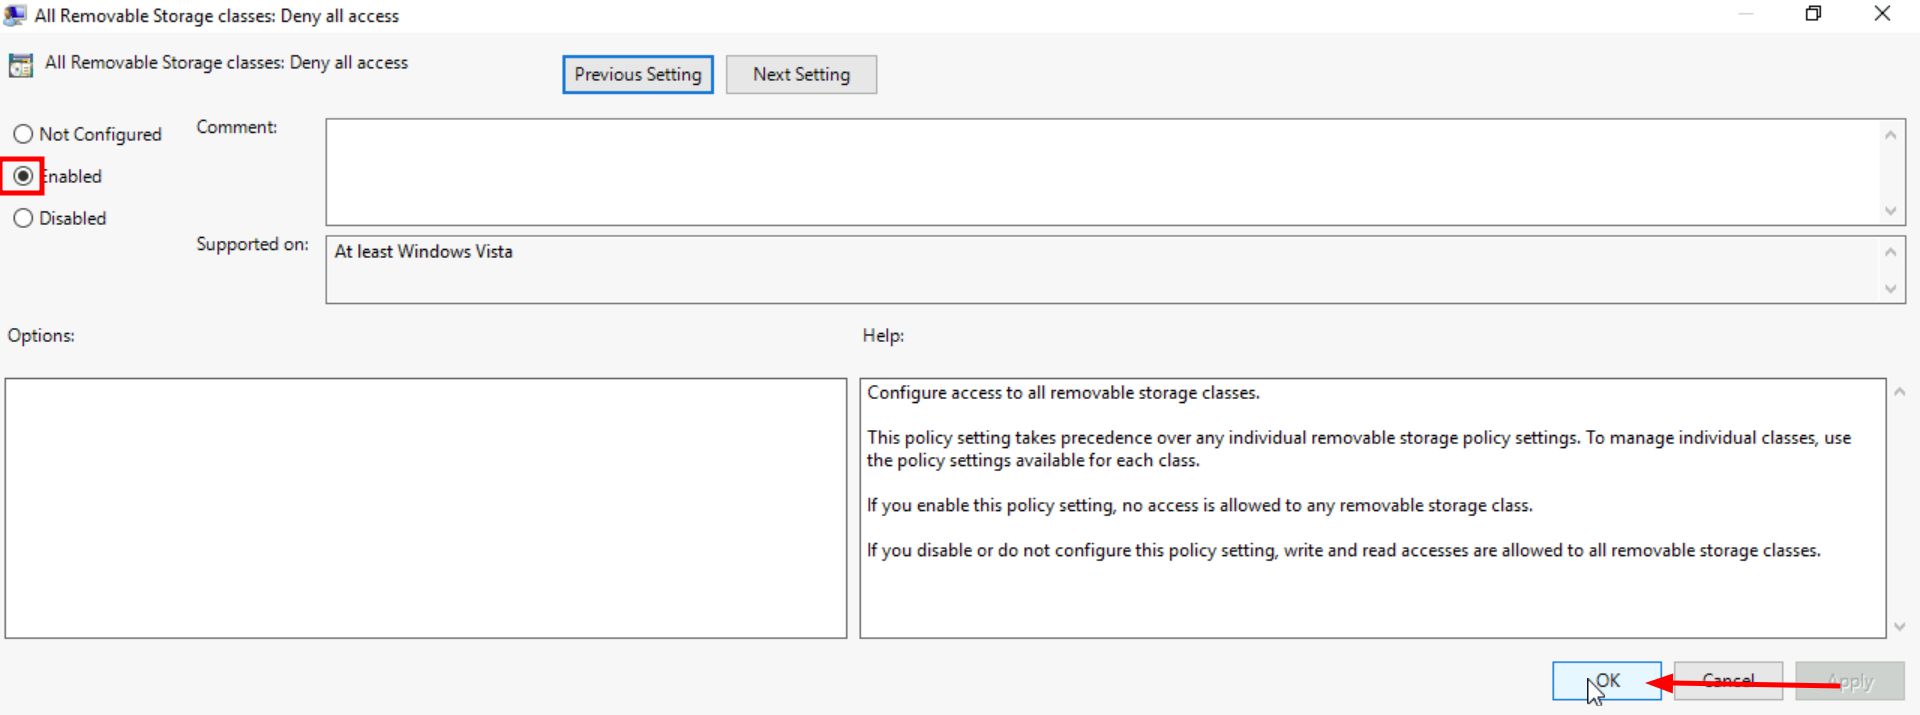 All Removable Storage classes: Deny all access
All Removable Storage classes: Deny all access
Previous Setting
Next Setting
Not Configured
Enabled
Disabled
Comment:
Supported on:
At least Windows Vista
Options:
Help:
Configure access to all removable storage classes.
This policy setting takes precedence over any individual removable storage policy settings. To manage individual classes, use
the policy settings available for each class.
If you enable this policy setting, no access is allowed to any removable storage class.
If you disable or do not configure this policy setting, write and read accesses are allowed to all removable storage classes.
OK
Cancel
Apply